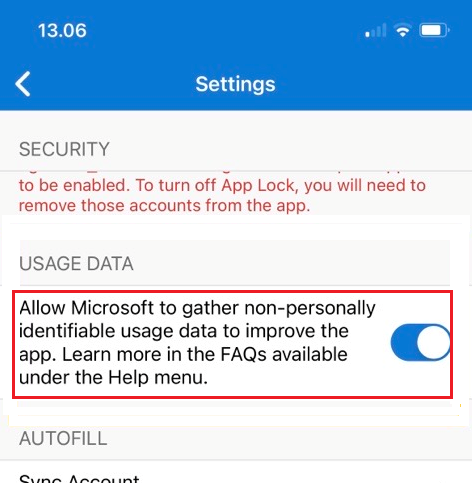 13.06
Settings
SECURITY
to be enabled. To turn off App Lock, you will need to
remove those accounts from the app.
USAGE DATA
Allow Microsoft to gather non-personally
identifiable usage data to improve the
app. Learn more in the FAQs available
under the Help menu.
AUTOFILL
Sync Account